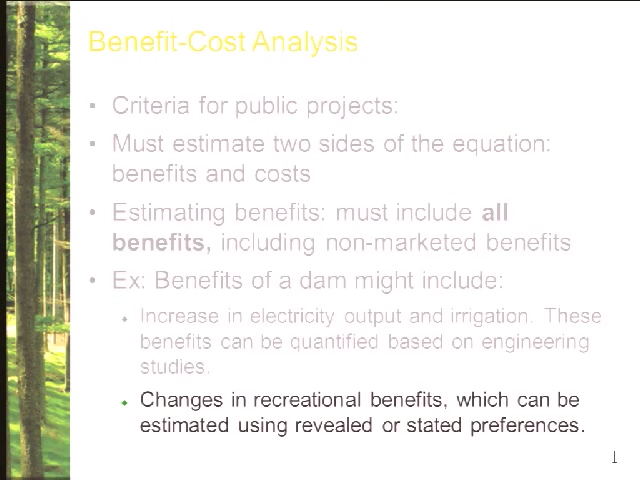 Benefit-Cost Analysis
• Criteria for public projects:
• Must estimate two sides of the equation:
benefits and costs
• Estimating benefits: must include all
benefits, including non-marketed benefits
• Ex: Benefits of a dam might include:
◆ Increase in electricity output and irrigation. These
benefits can be quantified based on engineering
studies.
◆ Changes in recreational benefits, which can be
estimated using revealed or stated preferences.
1